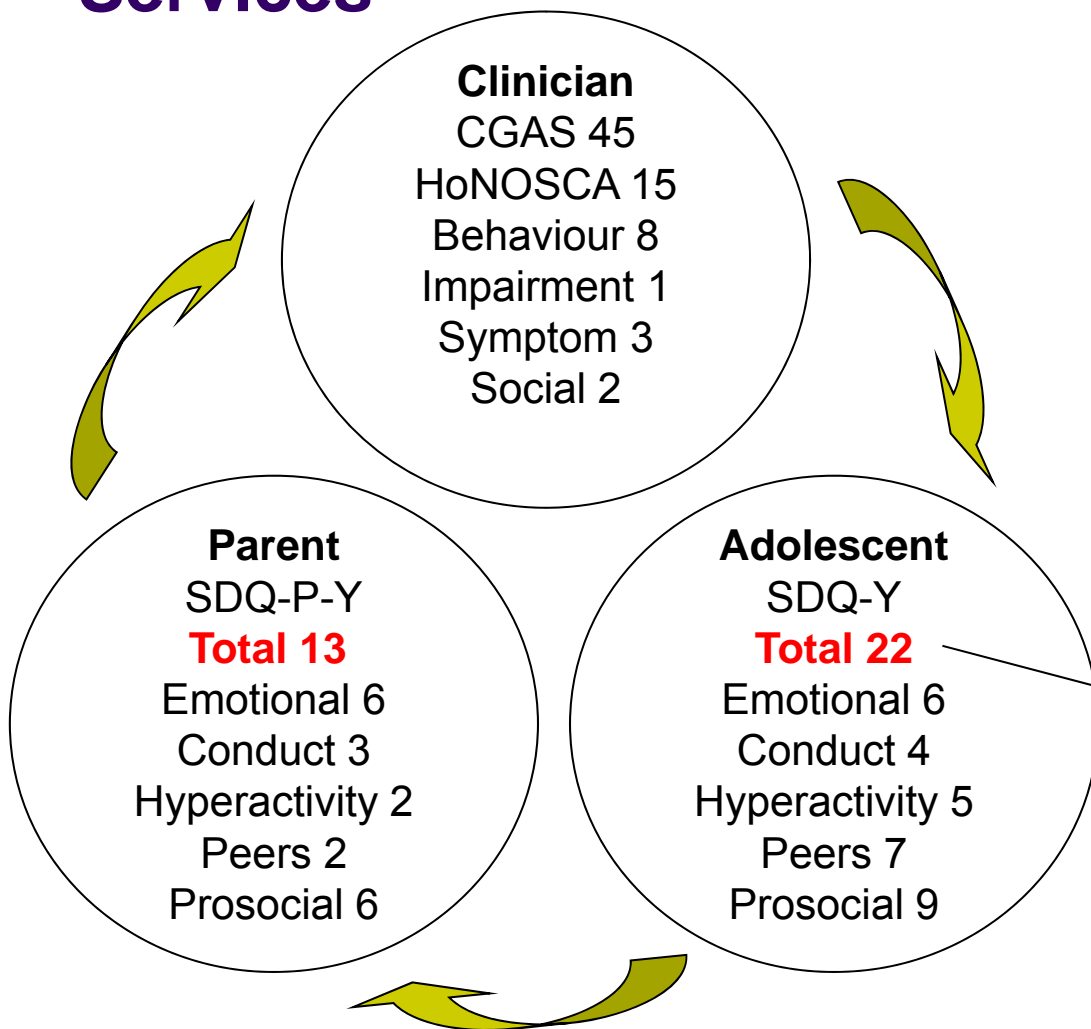 Services
Clinician
CGAS 45
HoNOSCA 15
Behaviour 8
Impairment 1
Symptom 3
Social 2
Parent
SDQ-P-Y
Total 13
Emotional 6
Conduct 3
Hyperactivity 2
Peers 2
Prosocial 6
Adolescent
SDQ-Y
Total 22
Emotional 6
Conduct 4
Hyperactivity 5
Peers 7
Prosocial 9